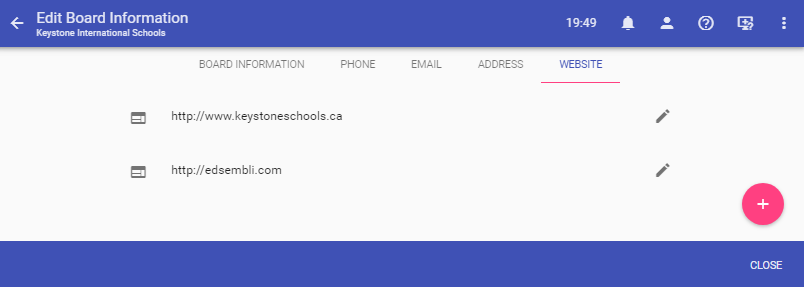 Edit Board Information
Keystone International Schools
19:49
BOARD INFORMATION PHONE EMAIL ADDRESS WEBSITE
http://www.keystoneschools.ca
http://edsembli.com
CLOSE